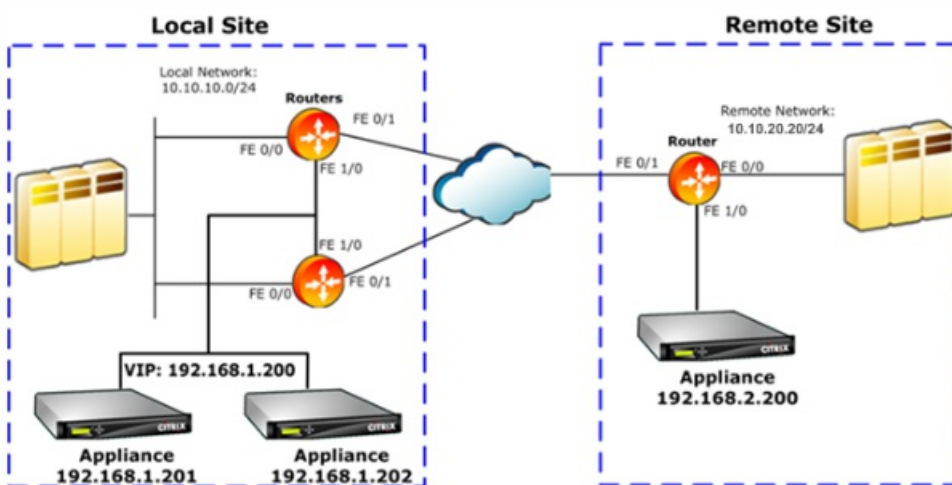 Local Site
Remote Site
Local Network:
10.10.10.0/24
Routers
FE 0/1
FE 0/0
FE 1/0
FE 1/0
FE 0/0
FE 0/1
VIP: 192.168.1.200
CITRIX
Appliance
192.168.1.201
CITRIX
Appliance
192.168.1.202
Remote Network:
10.10.20.20/24
Router
FE 0/1
FE 0/0
FE 1/0
CITRIX
Appliance
192.168.2.200